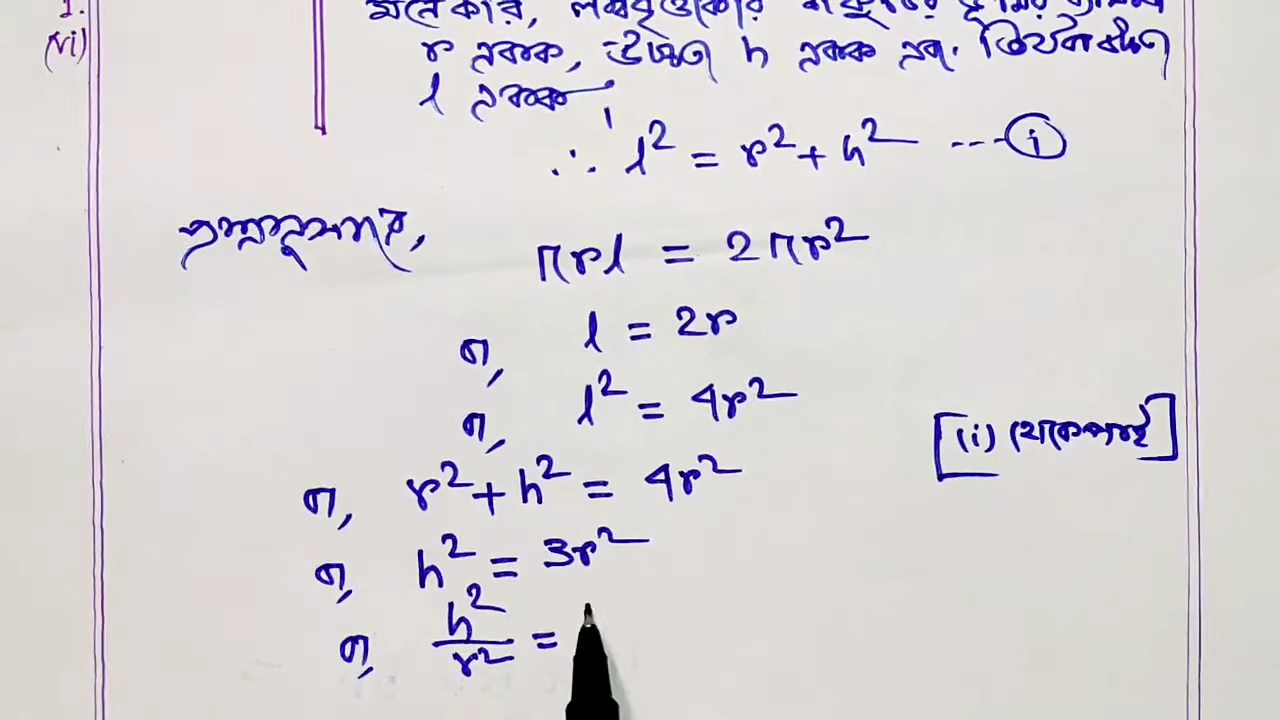 1.
(vi)
r একক, উচ্চতা h একক এবং তির্যক উচ্চতা
l একক
∴ l² = r² + h² ---- (i)
প্রশ্নানুসারে, πrl = 2πr²
বা, l = 2r
বা, l² = 4r²
বা, r² + h² = 4r² [(i) থেকে পাই]
বা, h² = 3r²
বা, h²/r² =